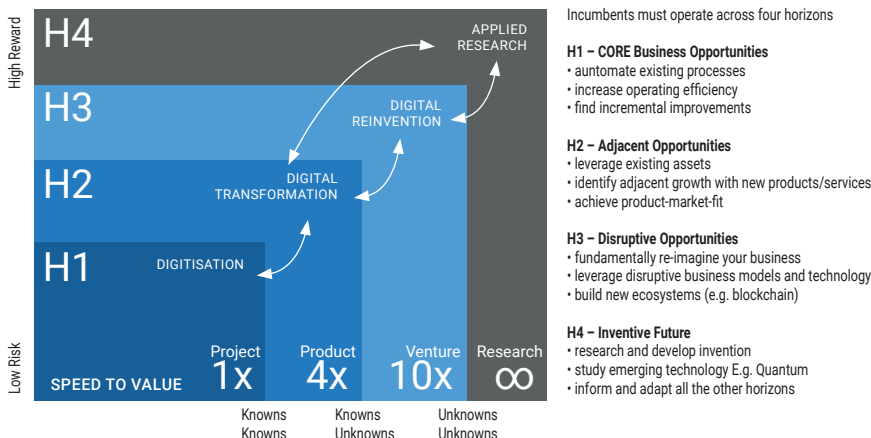 High Reward
Low Risk
H4
APPLIED
RESEARCH
H3
DIGITAL
REINVENTION
H2
DIGITAL
TRANSFORMATION
H1
DIGITISATION
Project
1x
Product
4x
Venture
10x
Research
∞
SPEED TO VALUE
Knowns
Knowns
Knowns
Unknowns
Unknowns
Unknowns
Incumbents must operate across four horizons
H1 – CORE Business Opportunities
• auntomate existing processes
• increase operating efficiency
• find incremental improvements
H2 – Adjacent Opportunities
• leverage existing assets
• identify adjacent growth with new products/services
• achieve product-market-fit
H3 – Disruptive Opportunities
• fundamentally re-imagine your business
• leverage disruptive business models and technology
• build new ecosystems (e.g. blockchain)
H4 – Inventive Future
• research and develop invention
• study emerging technology E.g. Quantum
• inform and adapt all the other horizons